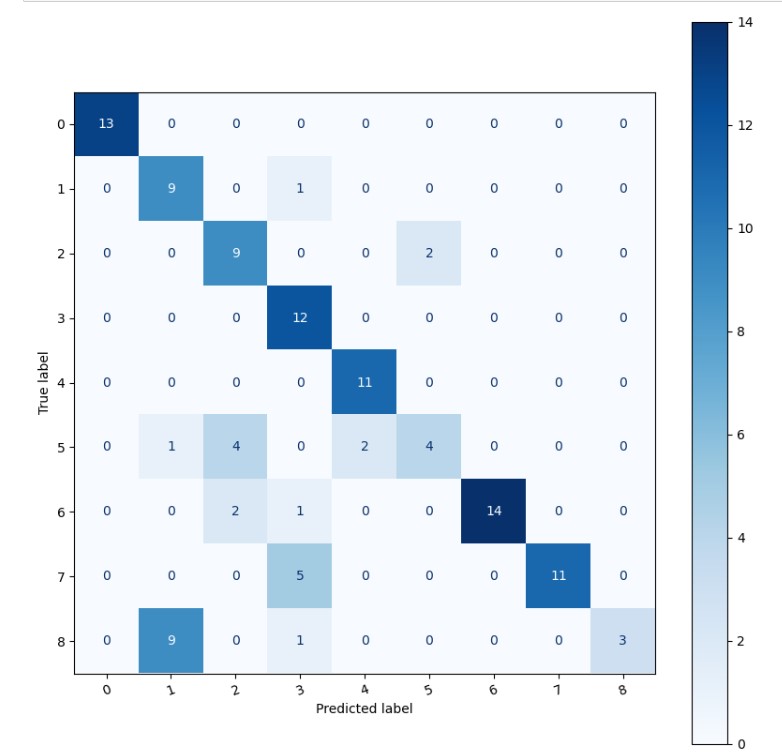 14
12
10
8
6
4
2
0
True label
0 13 0 0 0 0 0 0 0 0
1 0 9 0 1 0 0 0 0 0
2 0 0 9 0 0 2 0 0 0
3 0 0 0 12 0 0 0 0 0
4 0 0 0 0 11 0 0 0 0
5 0 1 4 0 2 4 0 0 0
6 0 0 2 1 0 0 14 0 0
7 0 0 0 5 0 0 0 11 0
8 0 9 0 1 0 0 0 0 3
0 1 2 3 4 5 6 7 8
Predicted label